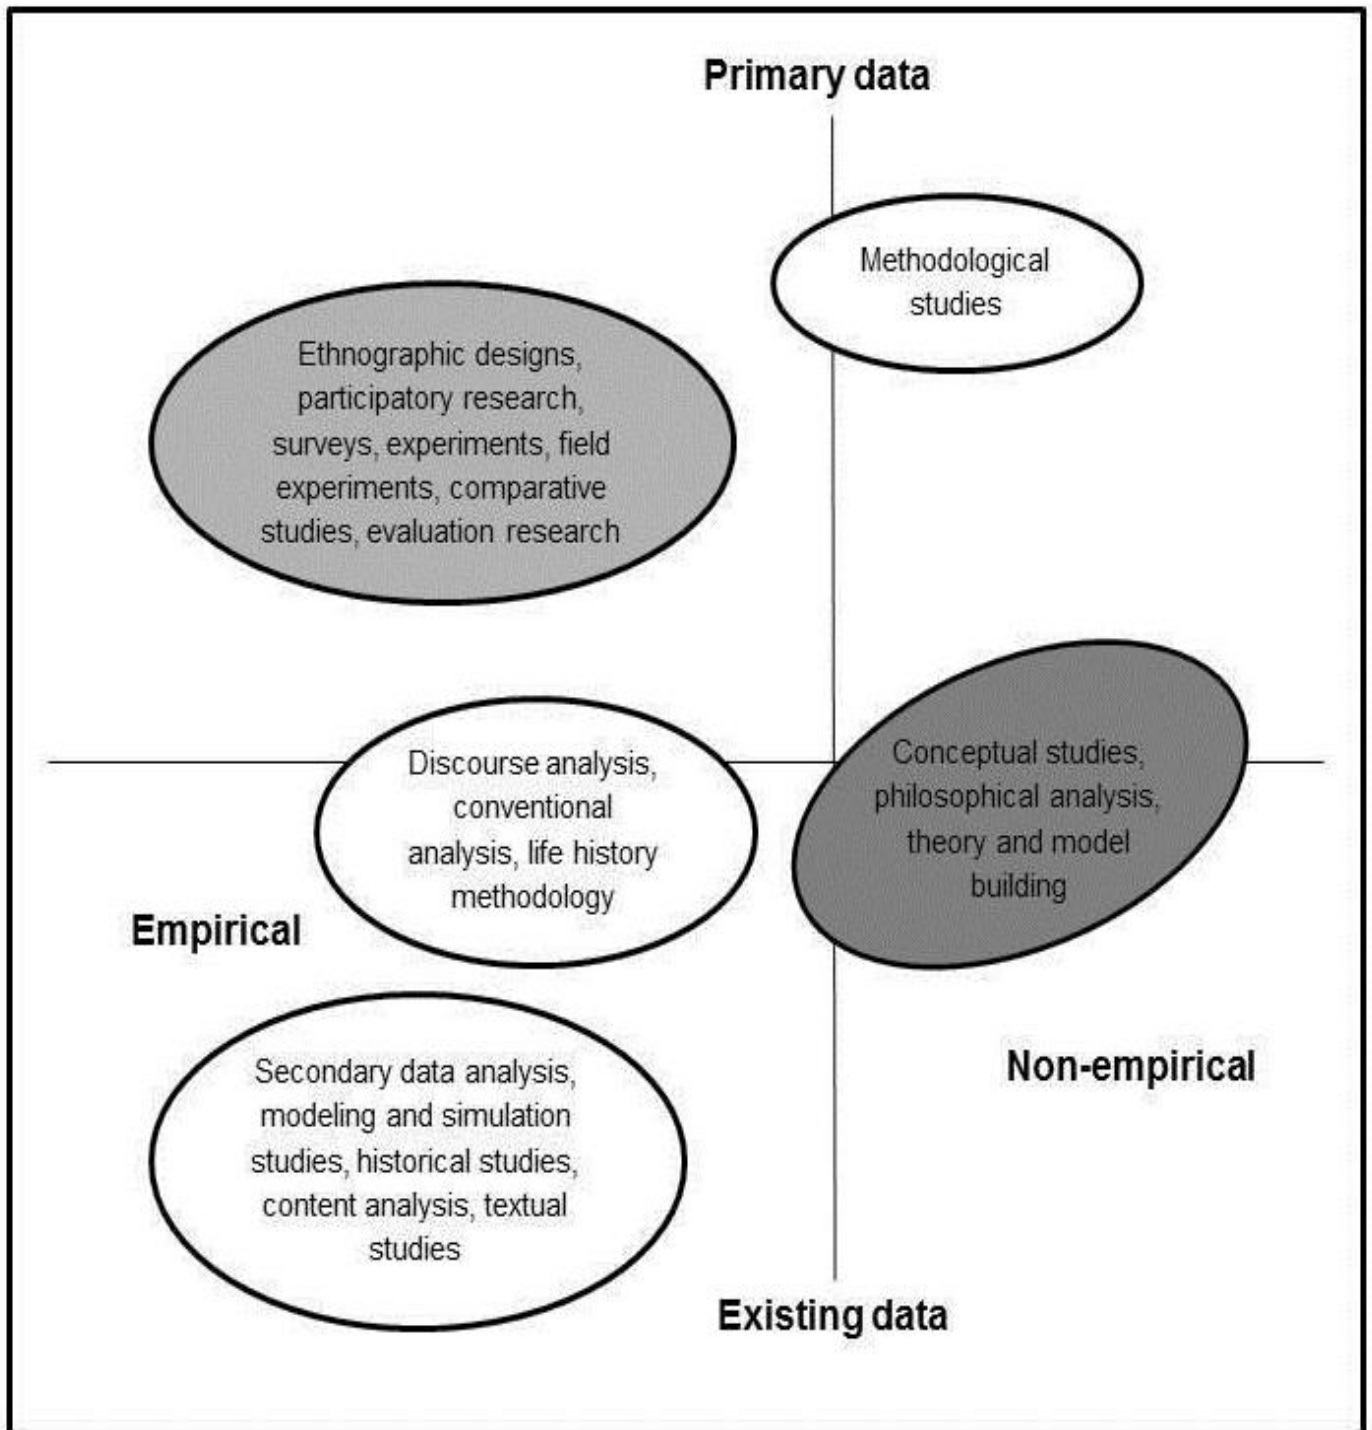 Primary data
Methodological
studies
Ethnographic designs,
participatory research,
surveys, experiments, field
experiments, comparative
studies, evaluation research
Discourse analysis,
conventional
analysis, life history
methodology
Conceptual studies,
philosophical analysis,
theory and model
building
Empirical
Non-empirical
Secondary data analysis,
modeling and simulation
studies, historical studies,
content analysis, textual
studies
Existing data